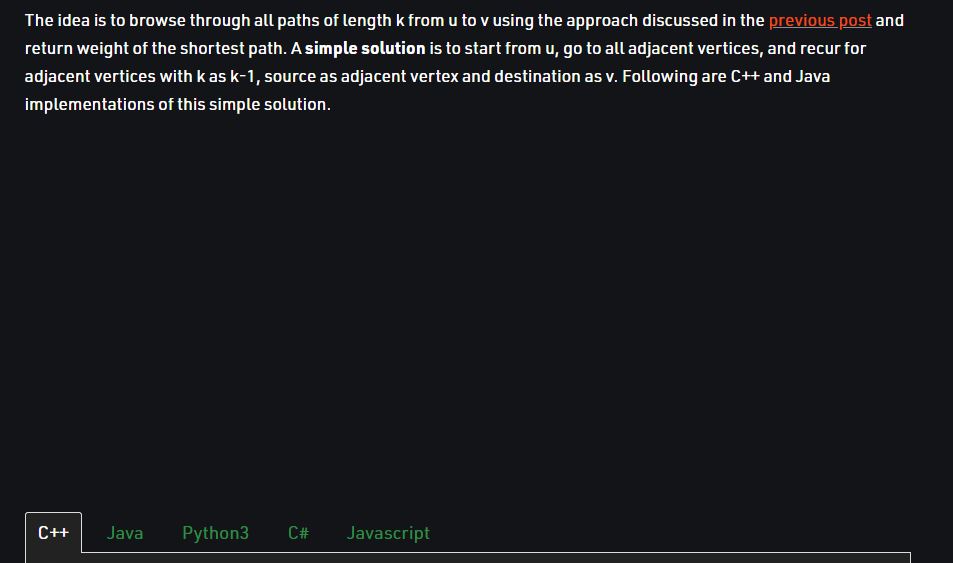 The idea is to browse through all paths of length k from u to v using the approach discussed in the previous post and
return weight of the shortest path. A simple solution is to start from u, go to all adjacent vertices, and recur for
adjacent vertices with k as k-1, source as adjacent vertex and destination as v. Following are C++ and Java
implementations of this simple solution.
C++ Java Python3 C# Javascript